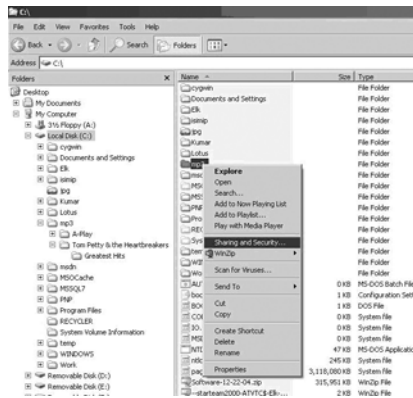 C:\
File Edit View Favorites Tools Help
Back Search Folders
Address C:\
Folders x
Desktop
My Documents
My Computer
3½ Floppy (A:)
Local Disk (C:)
cygwin
Documents and Settings
Elk
isimip
jpg
Kumar
Lotus
mp3
A-Play
Tom Petty & the Heartbreakers
Greatest Hits
msdn
MSOCache
MSSQL7
PNP
Program Files
RECYCLER
System Volume Information
temp
WINDOWS
Work
Removable Disk (D:)
Removable Disk (E:)
Name Size Type
cygwin File Folder
Documents and Settings File Folder
Elk File Folder
isimip File Folder
jpg File Folder
Kumar File Folder
Lotus File Folder
mp3 File Folder
File Folder
File Folder
File Folder
File Folder
File Folder
File Folder
File Folder
File Folder
File Folder
File Folder
0 KB MS-DOS Batch File
1 KB Configuration Set
1 KB DOS File
0 KB System file
0 KB System file
0 KB System file
47 KB MS-DOS Applicatio
245 KB System file
3,118,080 KB System file
Software-12-22-04.zip 315,951 KB WinZip File
2 KB WinZip File
Explore
Open
Search...
Add to Now Playing List
Add to Playlist...
Play with Media Player
Sharing and Security...
WinZip
Scan for Viruses...
Send To
Cut
Copy
Create Shortcut
Delete
Rename
Properties